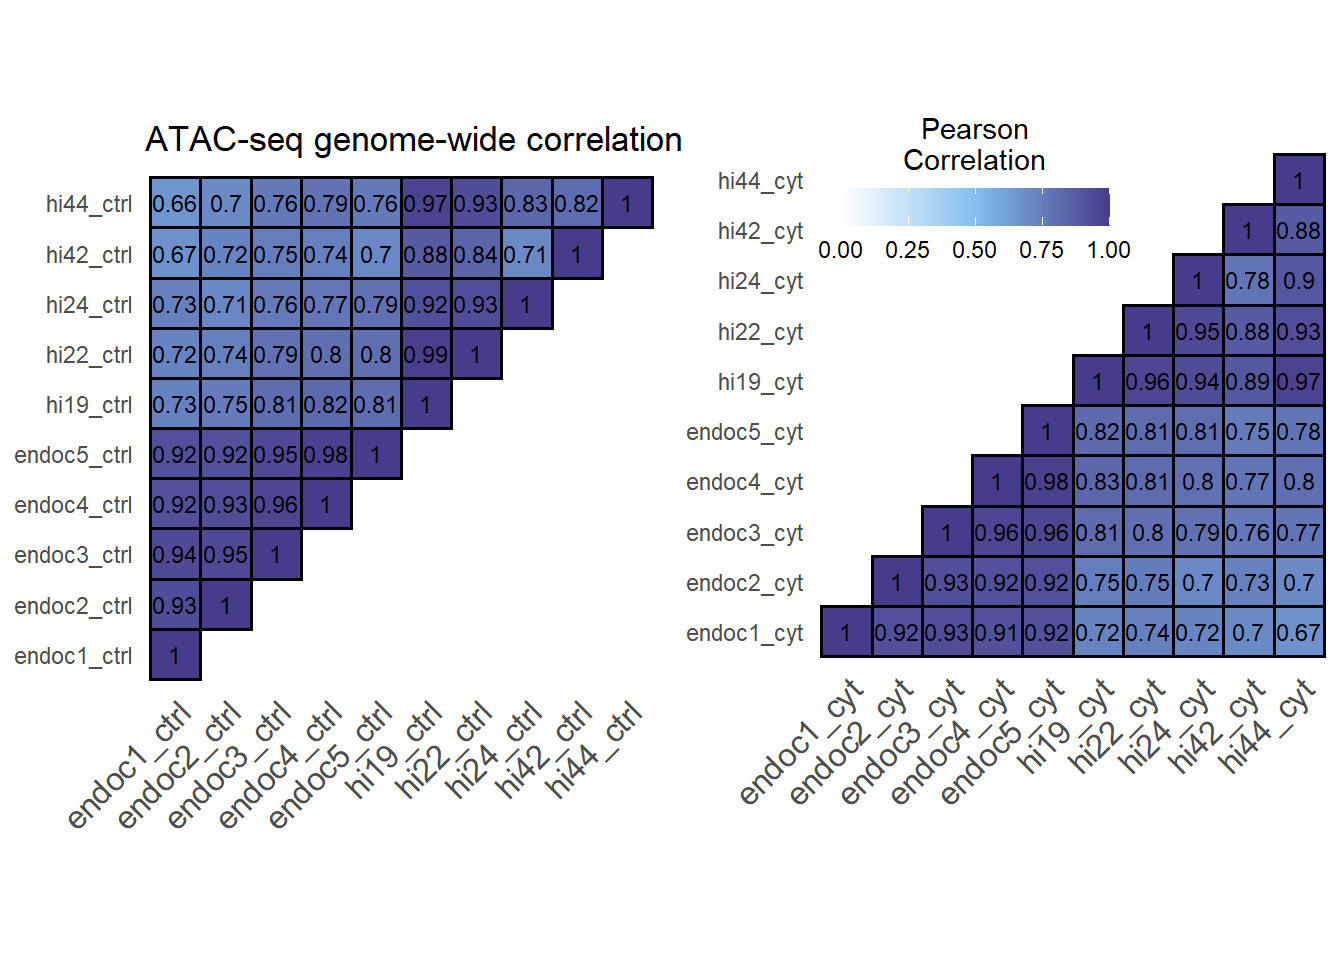 ATAC-seq genome-wide correlation
hi44_ctrl 0.66 0.7 0.76 0.79 0.76 0.97 0.93 0.83 0.82 1
hi42_ctrl 0.67 0.72 0.75 0.74 0.7 0.88 0.84 0.71 1
hi24_ctrl 0.73 0.71 0.76 0.77 0.79 0.92 0.93 1
hi22_ctrl 0.72 0.74 0.79 0.8 0.8 0.99 1
hi19_ctrl 0.73 0.75 0.81 0.82 0.81 1
endoc5_ctrl 0.92 0.92 0.95 0.98 1
endoc4_ctrl 0.92 0.93 0.96 1
endoc3_ctrl 0.94 0.95 1
endoc2_ctrl 0.93 1
endoc1_ctrl 1
endoc1_ctrl endoc2_ctrl endoc3_ctrl endoc4_ctrl endoc5_ctrl hi19_ctrl hi22_ctrl hi24_ctrl hi42_ctrl hi44_ctrl
Pearson
Correlation
0.00 0.25 0.50 0.75 1.00
hi44_cyt 1
hi42_cyt 1 0.88
hi24_cyt 1 0.78 0.9
hi22_cyt 1 0.95 0.88 0.93
hi19_cyt 1 0.96 0.94 0.89 0.97
endoc5_cyt 1 0.82 0.81 0.81 0.75 0.78
endoc4_cyt 1 0.98 0.83 0.81 0.8 0.77 0.8
endoc3_cyt 1 0.96 0.96 0.81 0.8 0.79 0.76 0.77
endoc2_cyt 1 0.93 0.92 0.92 0.75 0.75 0.7 0.73 0.7
endoc1_cyt 1 0.92 0.93 0.91 0.92 0.72 0.74 0.72 0.7 0.67
endoc1_cyt endoc2_cyt endoc3_cyt endoc4_cyt endoc5_cyt hi19_cyt hi22_cyt hi24_cyt hi42_cyt hi44_cyt